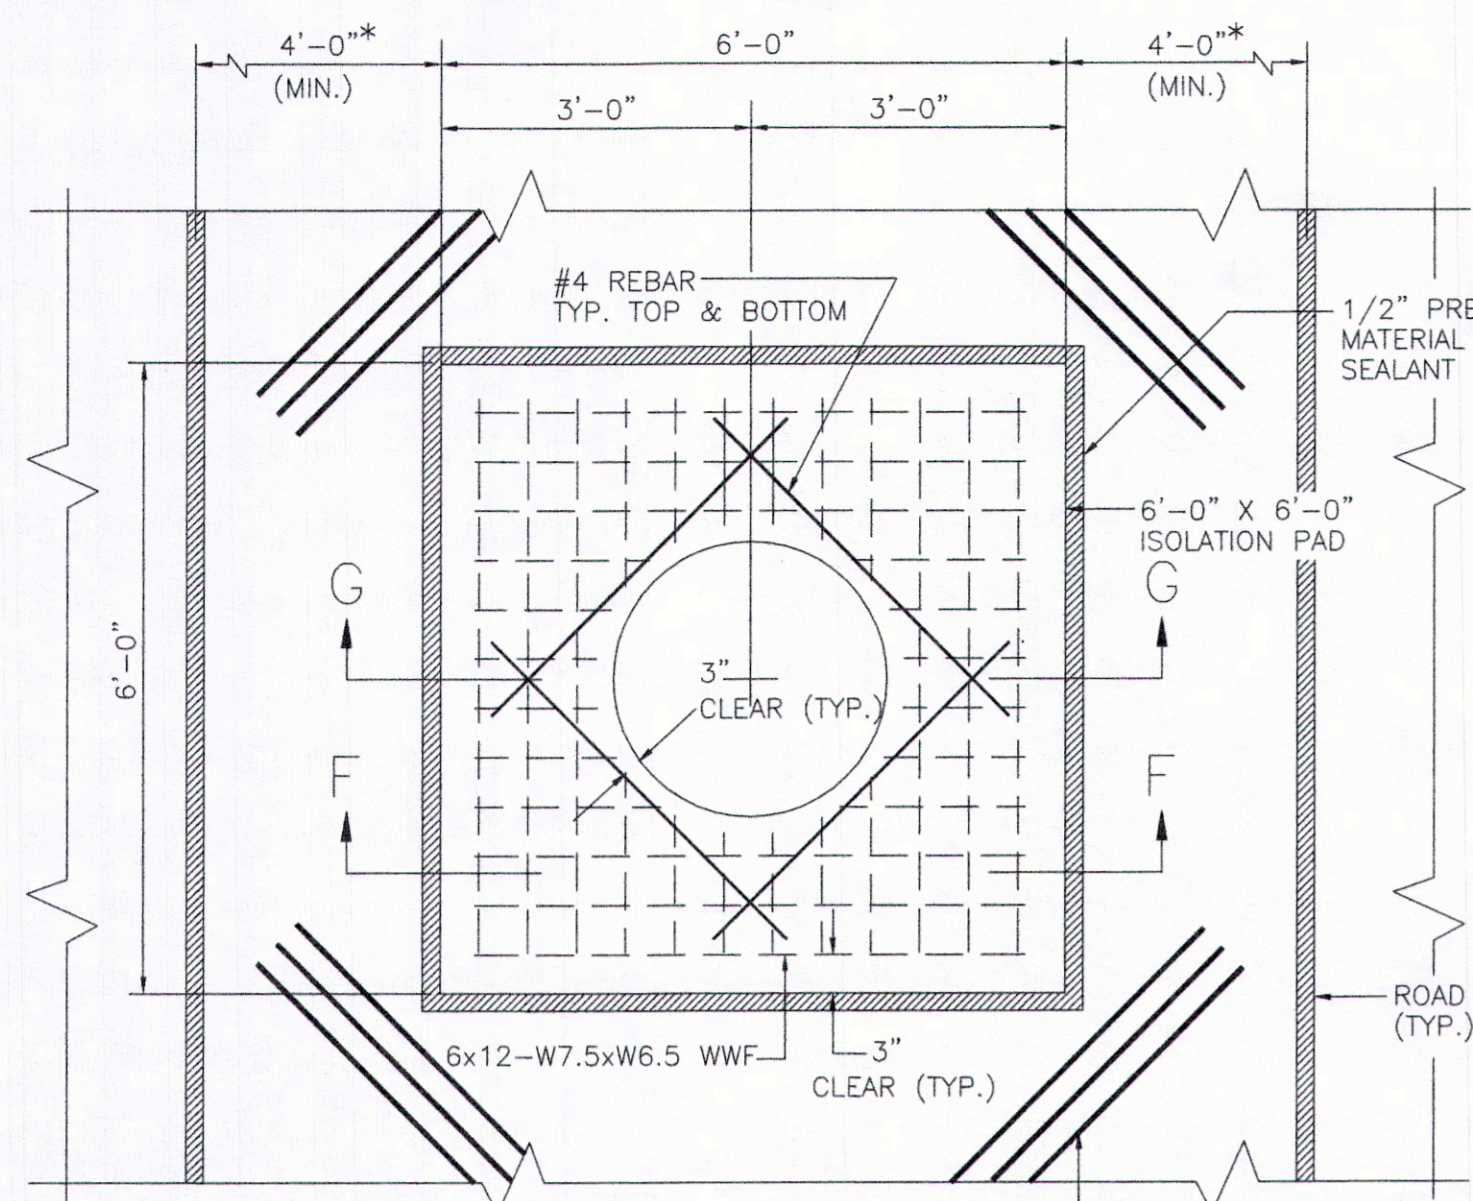 4'-0"*
(MIN.)
6'-0"
4'-0"*
(MIN.)
3'-0"
3'-0"
#4 REBAR
TYP. TOP & BOTTOM
1/2" PRE
MATERIAL
SEALANT
6'-0" X 6'-0"
ISOLATION PAD
G
G
6'-0"
3"
CLEAR (TYP.)
F
F
ROAD
(TYP.)
6x12-W7.5xW6.5 WWF
3"
CLEAR (TYP.)